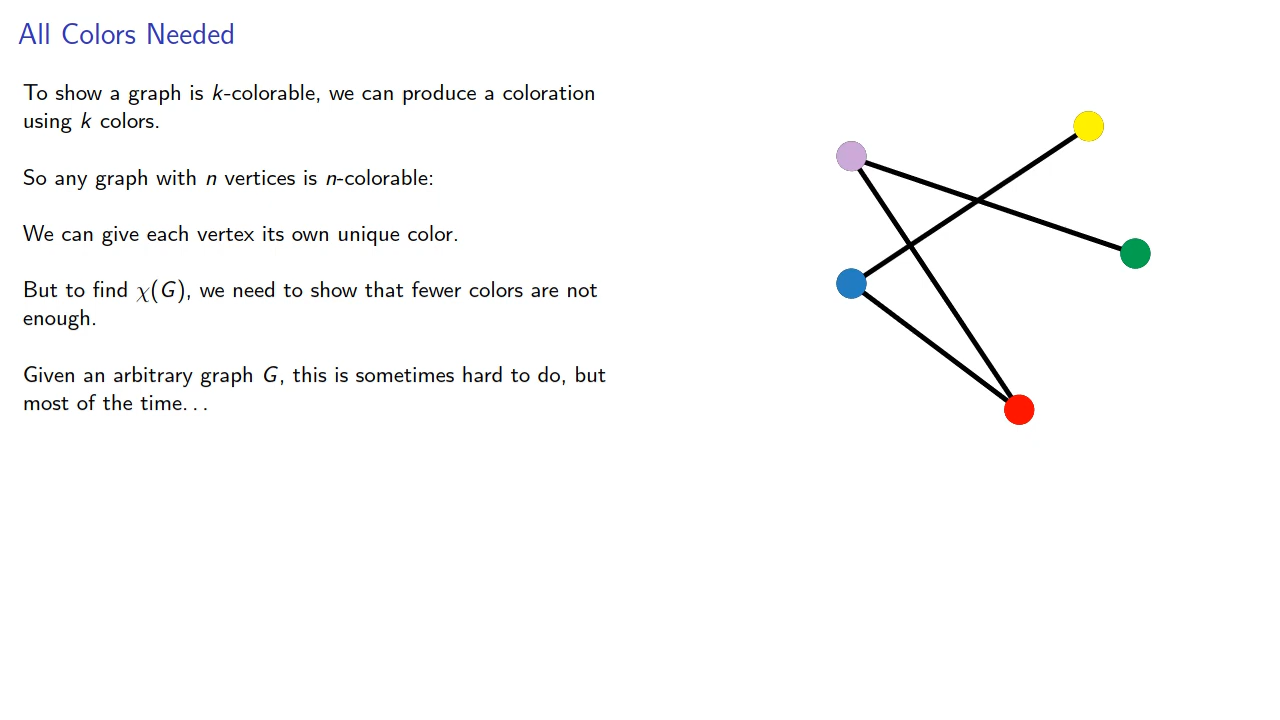 All Colors Needed
To show a graph is k-colorable, we can produce a coloration
using k colors.
So any graph with n vertices is n-colorable:
We can give each vertex its own unique color.
But to find χ(G), we need to show that fewer colors are not
enough.
Given an arbitrary graph G, this is sometimes hard to do, but
most of the time...